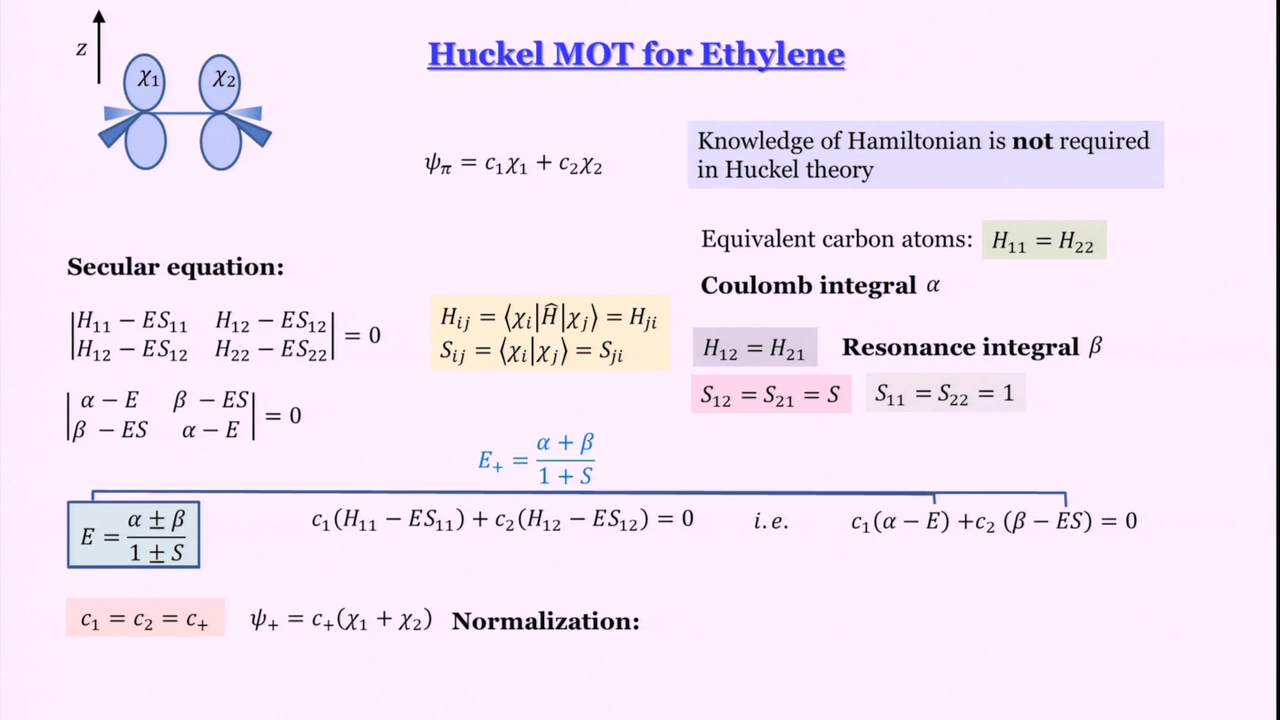 Huckel MOT for Ethylene
z
χ₁ χ₂
ψ_π = c₁χ₁ + c₂χ₂
Knowledge of Hamiltonian is not required
in Huckel theory
Equivalent carbon atoms: H₁₁ = H₂₂
Coulomb integral α
Secular equation:
|H₁₁ − ES₁₁ H₁₂ − ES₁₂|
|H₁₂ − ES₁₂ H₂₂ − ES₂₂| = 0
H_ij = ⟨χ_i|Ĥ|χ_j⟩ = H_ji
S_ij = ⟨χ_i|χ_j⟩ = S_ji
H₁₂ = H₂₁ Resonance integral β
S₁₂ = S₂₁ = S S₁₁ = S₂₂ = 1
|α − E β − ES|
|β − ES α − E| = 0
E₊ = (α + β)/(1 + S)
E = (α ± β)/(1 ± S)
c₁(H₁₁ − ES₁₁) + c₂(H₁₂ − ES₁₂) = 0 i.e. c₁(α − E) +c₂ (β − ES) = 0
c₁ = c₂ = c₊ ψ₊ = c₊(χ₁ + χ₂) Normalization: